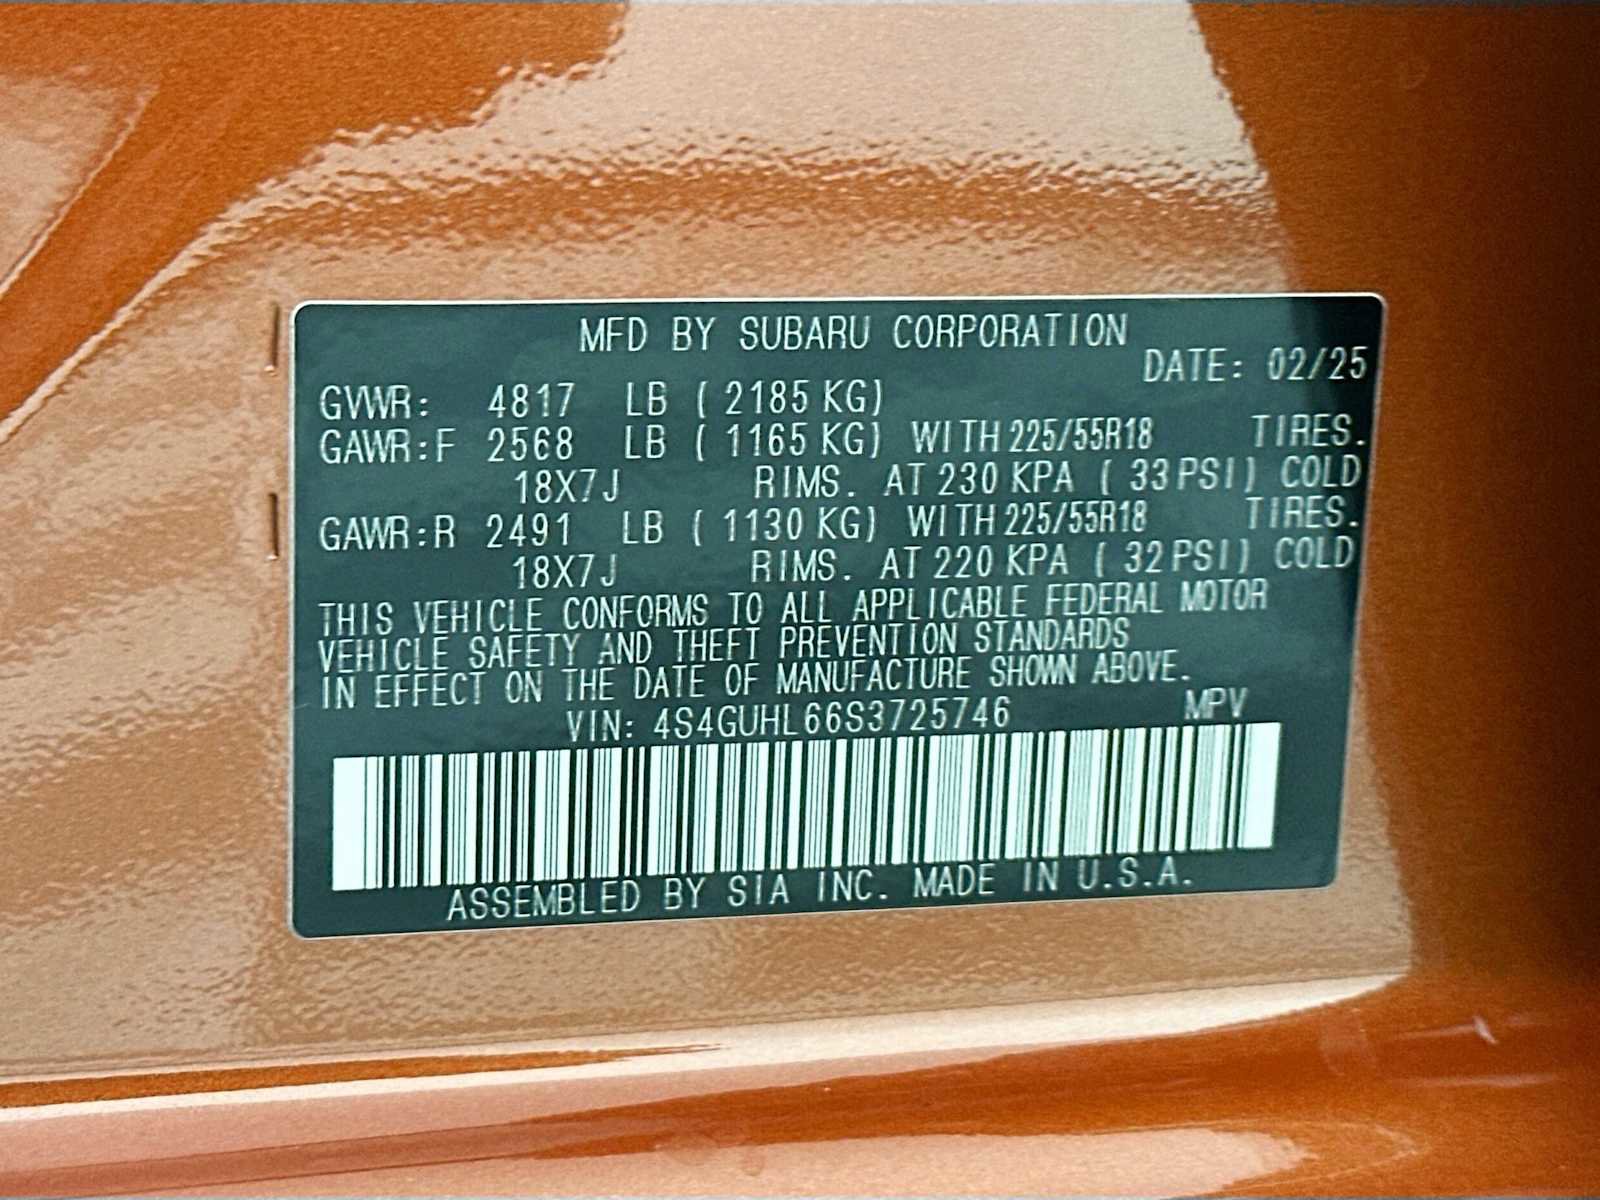 MFD BY SUBARU CORPORATION
DATE: 02/25
GVWR: 4817 LB ( 2185 KG)
GAWR:F 2568 LB ( 1165 KG) WITH 225/55R18 TIRES.
18X7J RIMS. AT 230 KPA ( 33 PSI) COLD
GAWR:R 2491 LB ( 1130 KG) WITH 225/55R18 TIRES.
18X7J RIMS. AT 220 KPA ( 32 PSI) COLD
THIS VEHICLE CONFORMS TO ALL APPLICABLE FEDERAL MOTOR
VEHICLE SAFETY AND THEFT PREVENTION STANDARDS
IN EFFECT ON THE DATE OF MANUFACTURE SHOWN ABOVE.
VIN: 4S4GUHL66S3725746 MPV
ASSEMBLED BY SIA INC. MADE IN U.S.A.